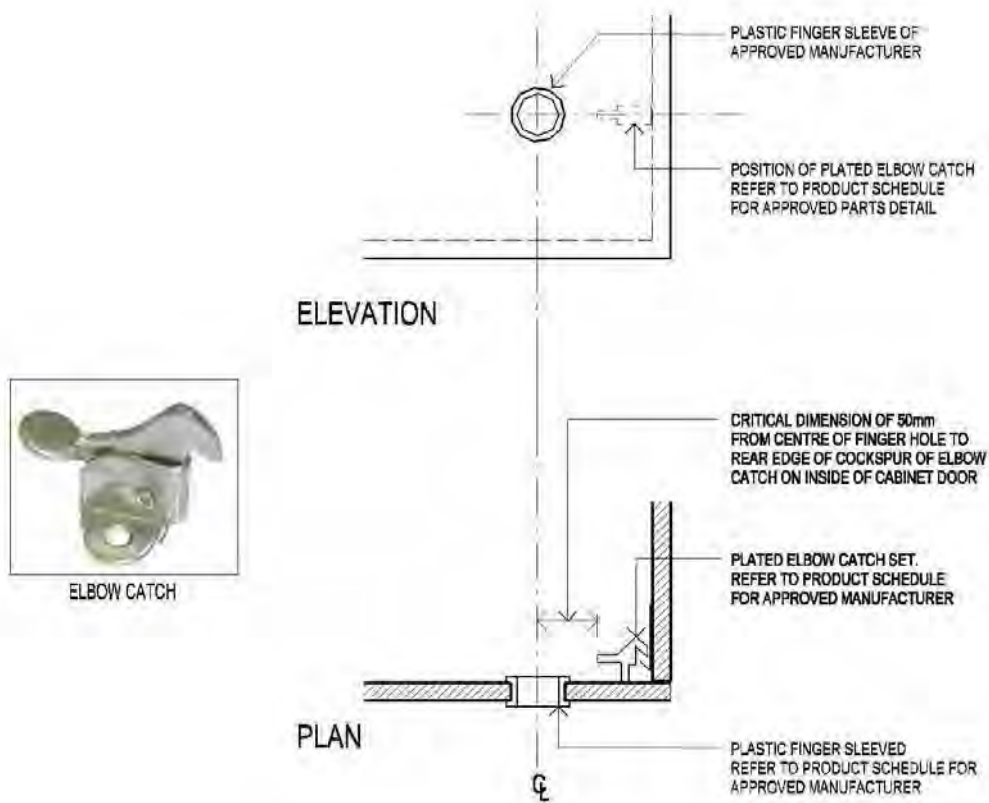 PLASTIC FINGER SLEEVE OF
APPROVED MANUFACTURER
POSITION OF PLATED ELBOW CATCH
REFER TO PRODUCT SCHEDULE
FOR APPROVED PARTS DETAIL
ELEVATION
CRITICAL DIMENSION OF 50mm
FROM CENTRE OF FINGER HOLE TO
REAR EDGE OF COCKSPUR OF ELBOW
CATCH ON INSIDE OF CABINET DOOR
PLATED ELBOW CATCH SET.
REFER TO PRODUCT SCHEDULE
FOR APPROVED MANUFACTURER
ELBOW CATCH
PLAN
PLASTIC FINGER SLEEVED
REFER TO PRODUCT SCHEDULE FOR
APPROVED MANUFACTURER
℄